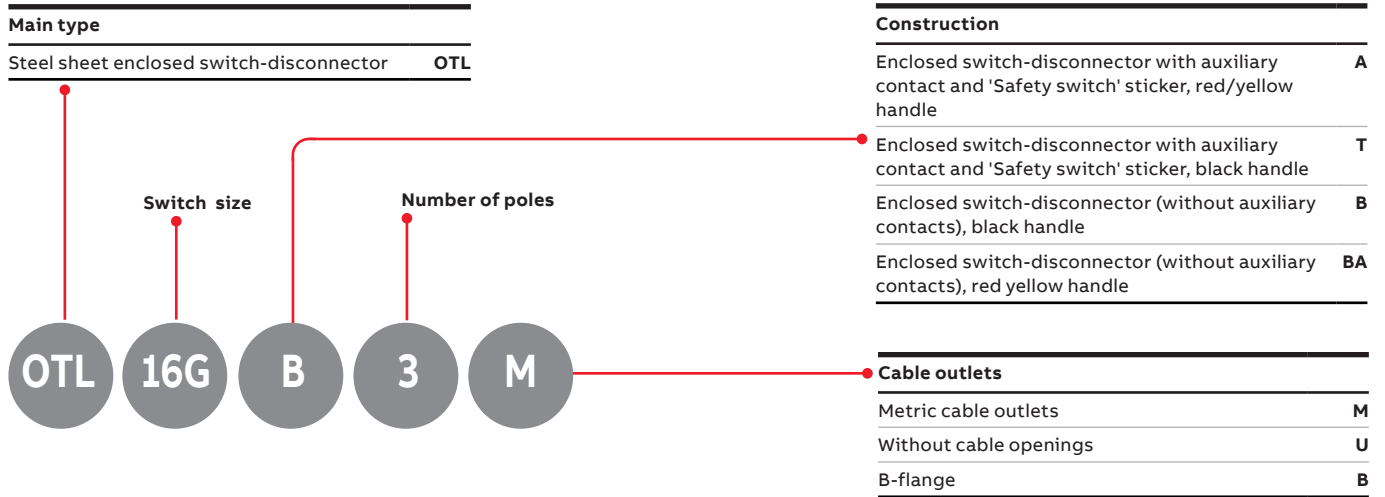 Main type
Steel sheet enclosed switch-disconnector OTL
Switch size
Number of poles
OTL 16G B 3 M
Construction
Enclosed switch-disconnector with auxiliary A
contact and 'Safety switch' sticker, red/yellow
handle
Enclosed switch-disconnector with auxiliary T
contact and 'Safety switch' sticker, black handle
Enclosed switch-disconnector (without auxiliary B
contacts), black handle
Enclosed switch-disconnector (without auxiliary BA
contacts), red yellow handle
Cable outlets
Metric cable outlets M
Without cable openings U
B-flange B